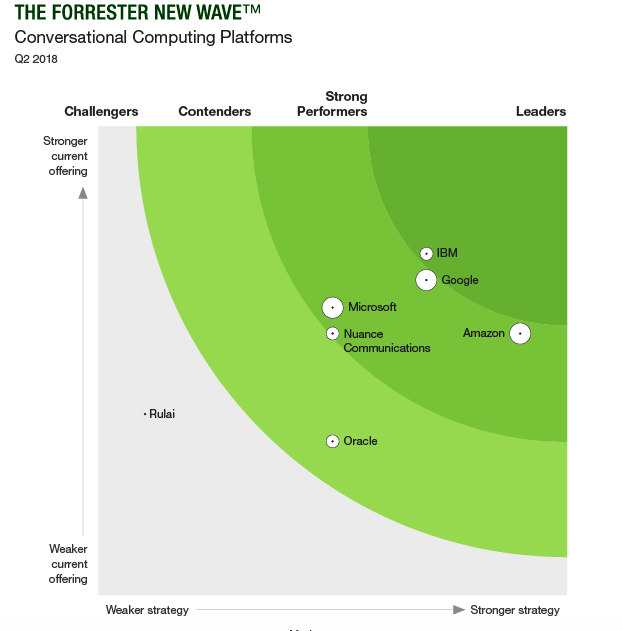 THE FORRESTER NEW WAVE™
Conversational Computing Platforms
Q2 2018
Challengers
Contenders
Strong
Performers
Leaders
Stronger
current
offering
IBM
Google
Microsoft
Nuance
Communications
Amazon
Rulai
Oracle
Weaker
current
offering
Weaker strategy
Stronger strategy